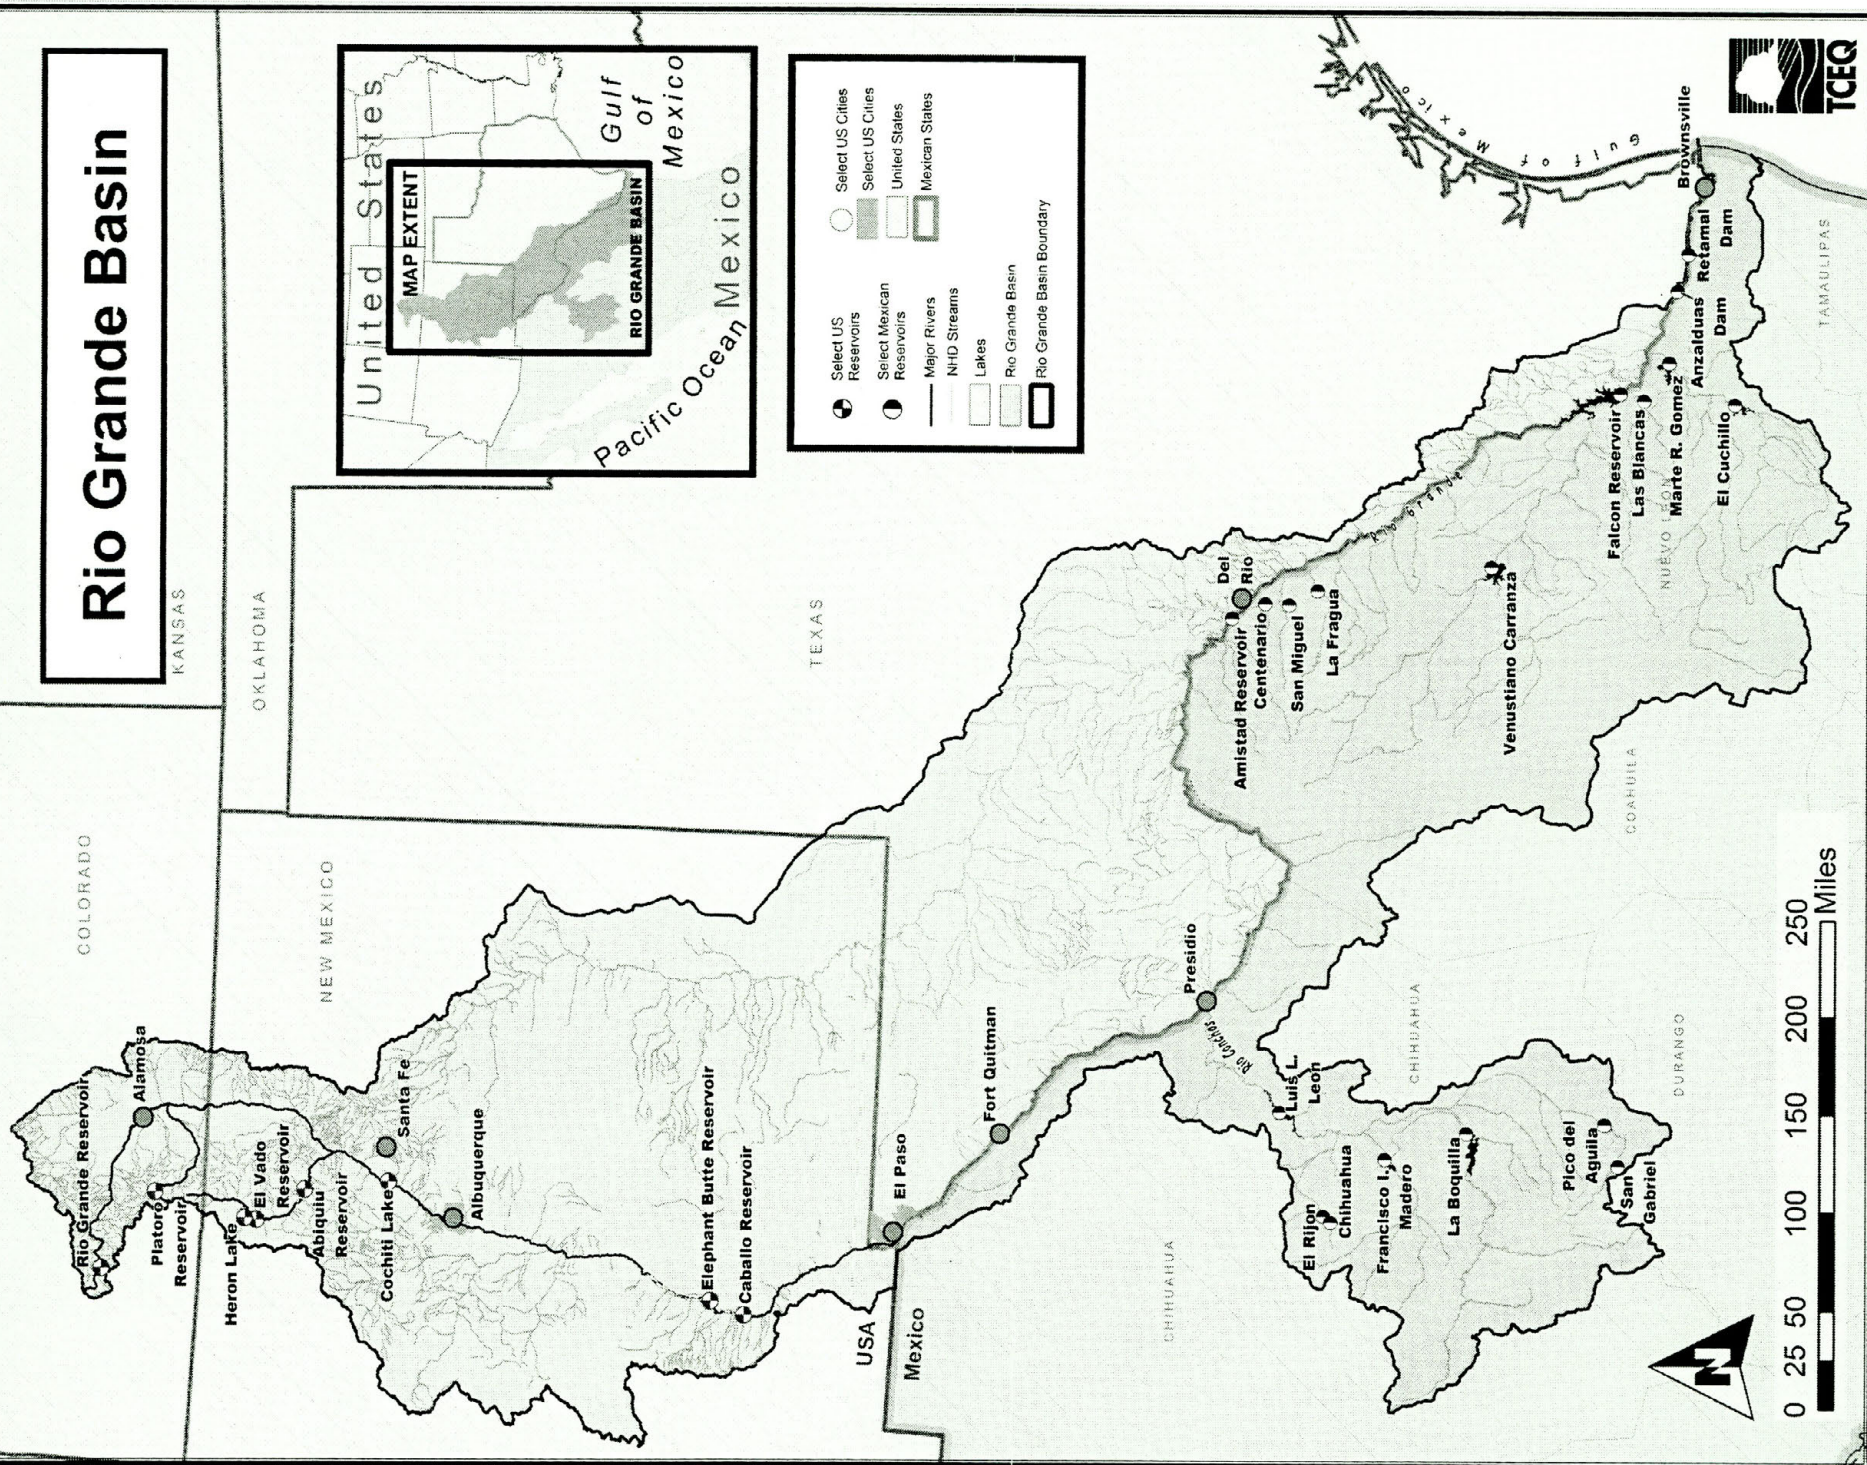 Rio Grande Basin
United States
MAP EXTENT
RIO GRANDE BASIN
Gulf
of
Mexico
Mexico
Pacific Ocean
Select US
Reservoirs
Select Mexican
Reservoirs
Major Rivers
NHD Streams
Lakes
Rio Grande Basin
Rio Grande Basin Boundary
Select US Cities
Select US Cities
United States
Mexican States
COLORADO
KANSAS
OKLAHOMA
NEW MEXICO
TEXAS
Rio Grande Reservoir
Alamosa
Platoro
Reservoir
Heron Lake
El Vado
Reservoir
Abiquiu
Reservoir
Santa Fe
Cochiti Lake
Albuquerque
Elephant Butte Reservoir
Caballo Reservoir
USA
Mexico
El Paso
Fort Quitman
Presidio
Rio Conchos
Luis L.
Leon
El Rijon
Chihuahua
Francisco I.
Madero
La Boquilla
Pico del
Aguila
San
Gabriel
CHIHUAHUA
CHIHUAHUA
DURANGO
COAHUILA
Del
Rio
Amistad Reservoir
Centenario
San Miguel
La Fragua
Rio Grande
Venustiano Carranza
Falcon Reservoir
Las Blancas
NUEVO LEON
Marte R. Gomez
El Cuchillo
Anzalduas
Dam
Retamal
Dam
Brownsville
TAMAULIPAS
Gulf of Mexico
TCEQ
N
0 25 50 100 150 200 250
Miles